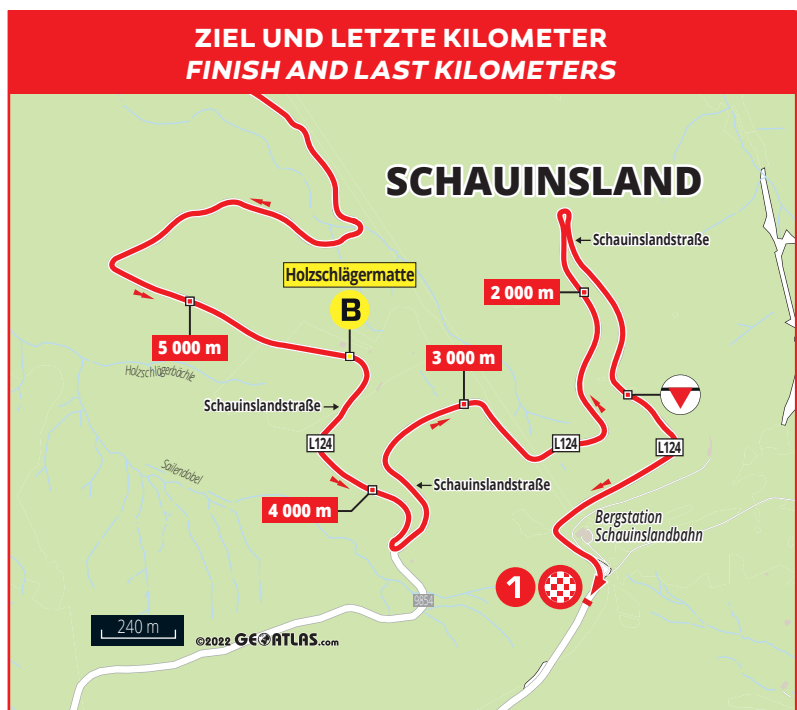 ZIEL UND LETZTE KILOMETER
FINISH AND LAST KILOMETERS
SCHAUINSLAND
Schauinslandstraße
Holzschlägermatte
B
2 000 m
5 000 m
3 000 m
Holzschlägerbächle
Schauinslandstraße
L124
L124
L124
Sailendobel
Schauinslandstraße
4 000 m
Bergstation
Schauinslandbahn
1
9854
240 m
©2022 GEOATLAS.com